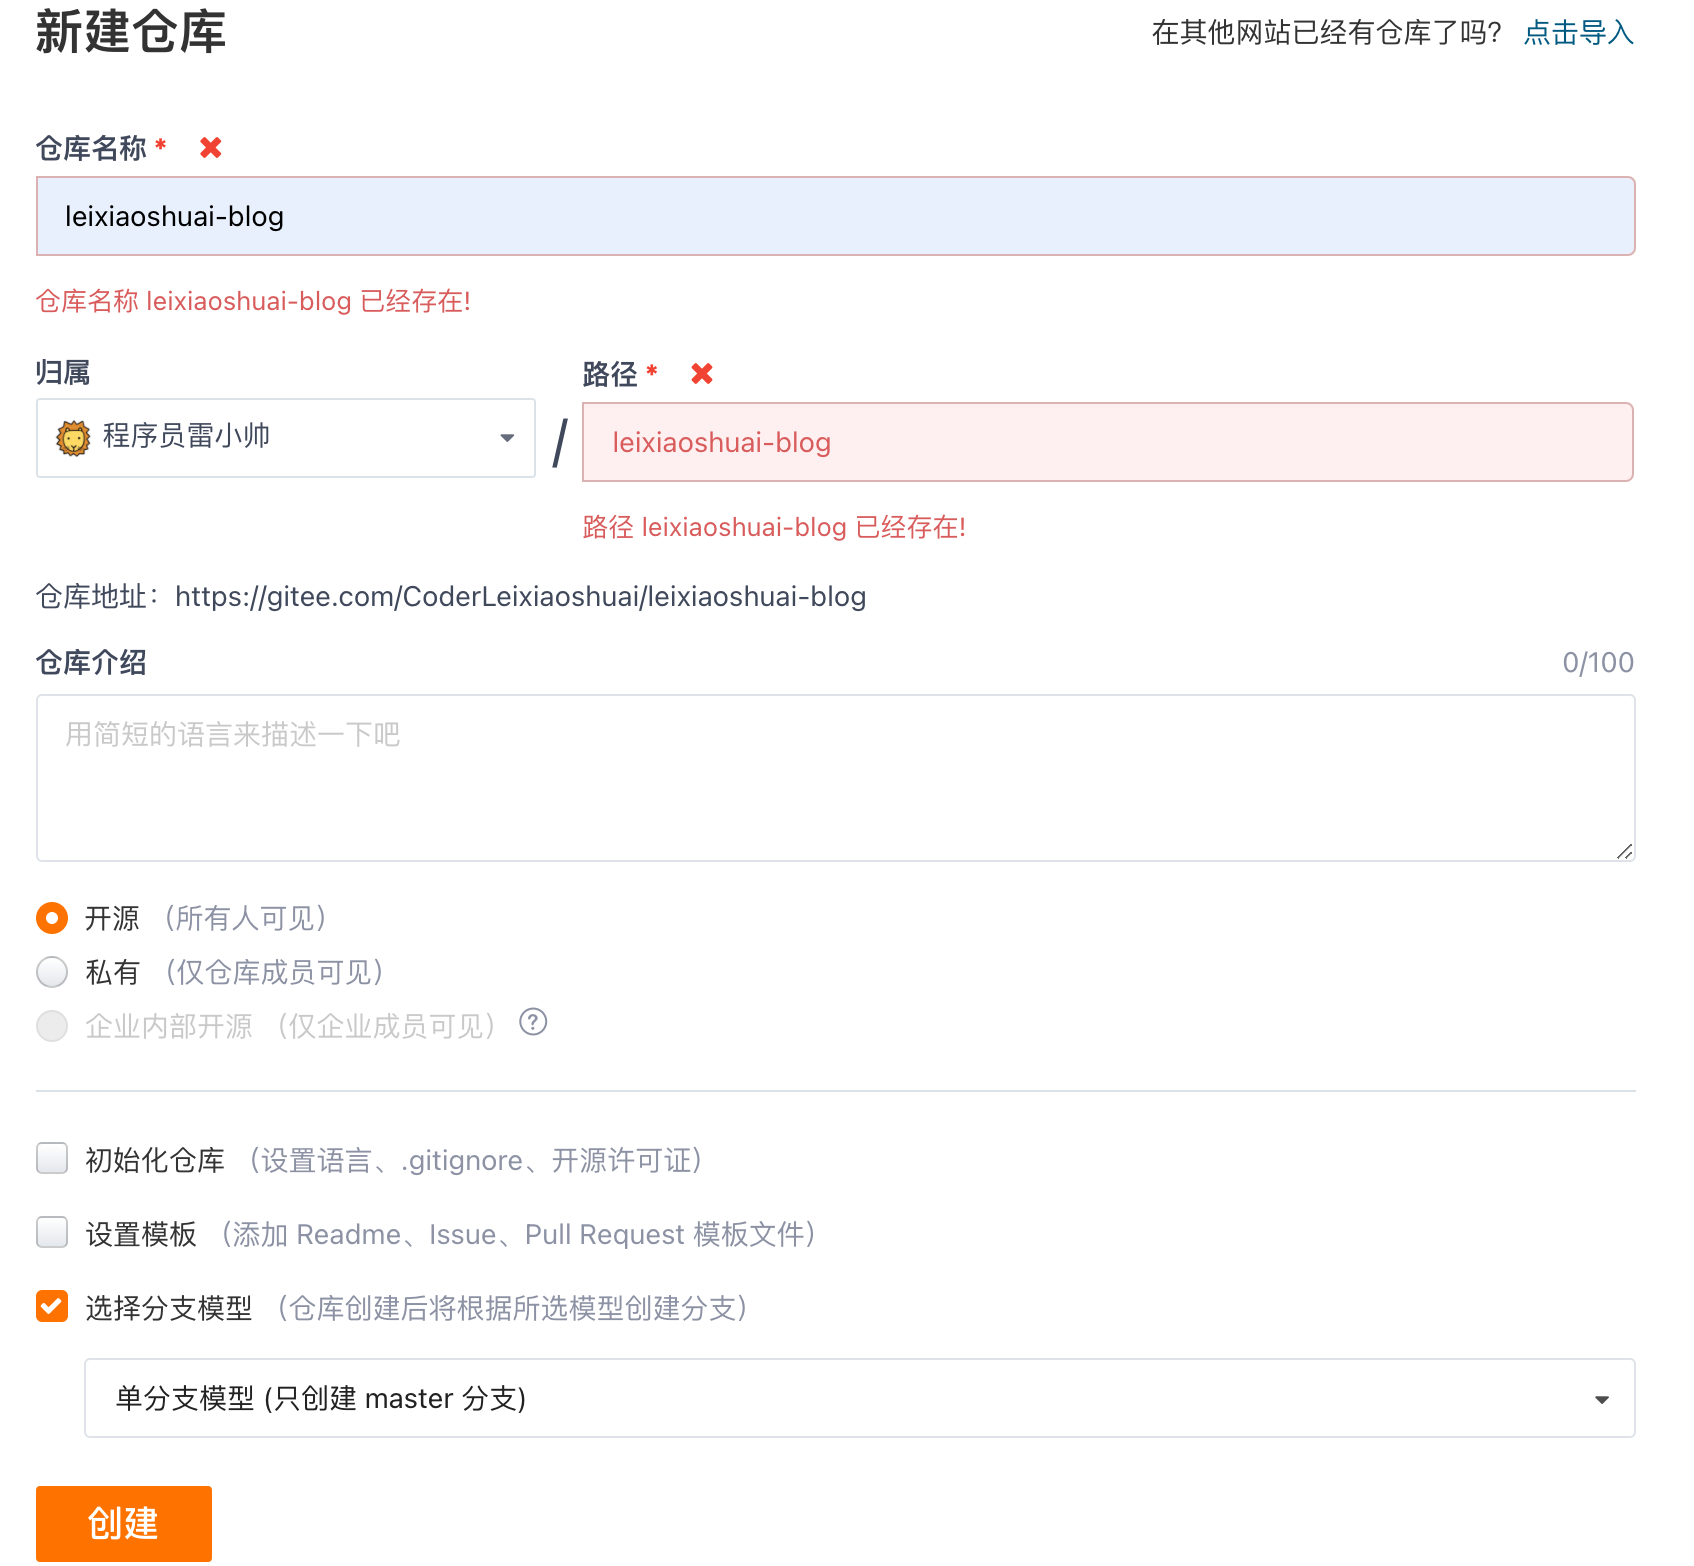 新建仓库
在其他网站已经有仓库了吗? 点击导入
仓库名称 *
leixiaoshuai-blog
仓库名称 leixiaoshuai-blog 已经存在!
归属
路径 *
程序员雷小帅
/
leixiaoshuai-blog
路径 leixiaoshuai-blog 已经存在!
仓库地址：https://gitee.com/CoderLeixiaoshuai/leixiaoshuai-blog
仓库介绍
0/100
用简短的语言来描述一下吧
开源 （所有人可见）
私有 （仅仓库成员可见）
企业内部开源 （仅企业成员可见） ?
初始化仓库 （设置语言、.gitignore、开源许可证）
设置模板 （添加 Readme、Issue、Pull Request 模板文件）
选择分支模型 （仓库创建后将根据所选模型创建分支）
单分支模型 (只创建 master 分支)
创建